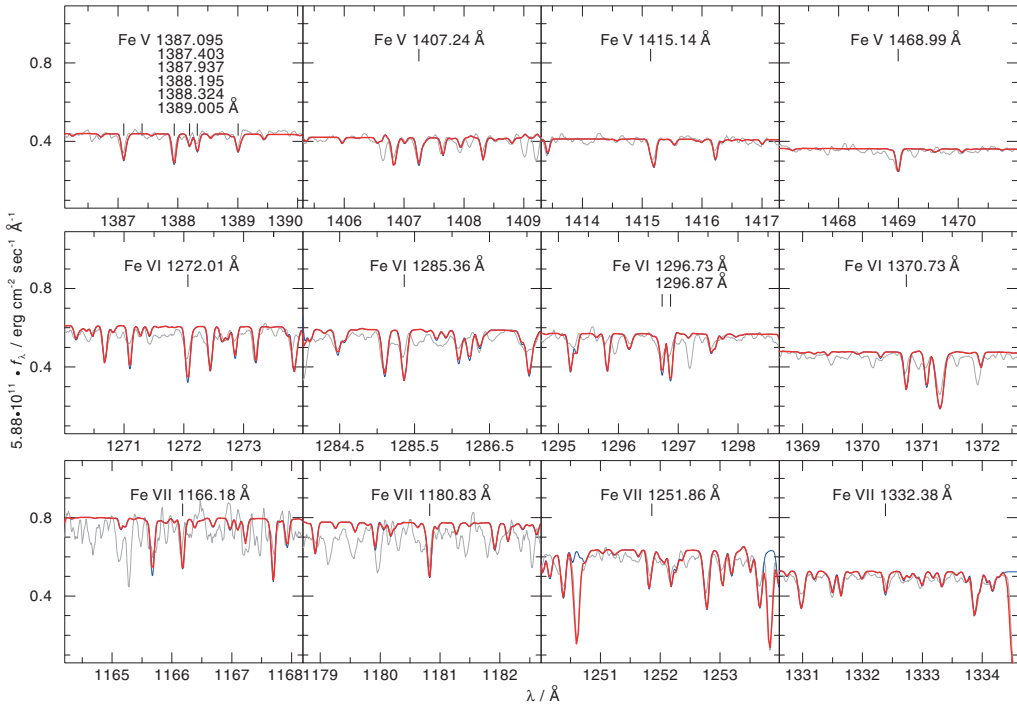 Fe V 1387.095
1387.403
1387.937
1388.195
1388.324
1389.005 Å
Fe V 1407.24 Å
Fe V 1415.14 Å
Fe V 1468.99 Å
0.8
0.4
1387 1388 1389 1390
1406 1407 1408 1409
1414 1415 1416 1417
1468 1469 1470
Fe VI 1272.01 Å
Fe VI 1285.36 Å
Fe VI 1296.73 Å
1296.87 Å
Fe VI 1370.73 Å
0.8
0.4
1271 1272 1273
1284.5 1285.5 1286.5
1295 1296 1297 1298
1369 1370 1371 1372
Fe VII 1166.18 Å
Fe VII 1180.83 Å
Fe VII 1251.86 Å
Fe VII 1332.38 Å
0.8
0.4
1165 1166 1167 1168
1179 1180 1181 1182
1251 1252 1253
1331 1332 1333 1334
5.88•10¹¹ • fλ / erg cm⁻² sec⁻¹ Å⁻¹
λ / Å